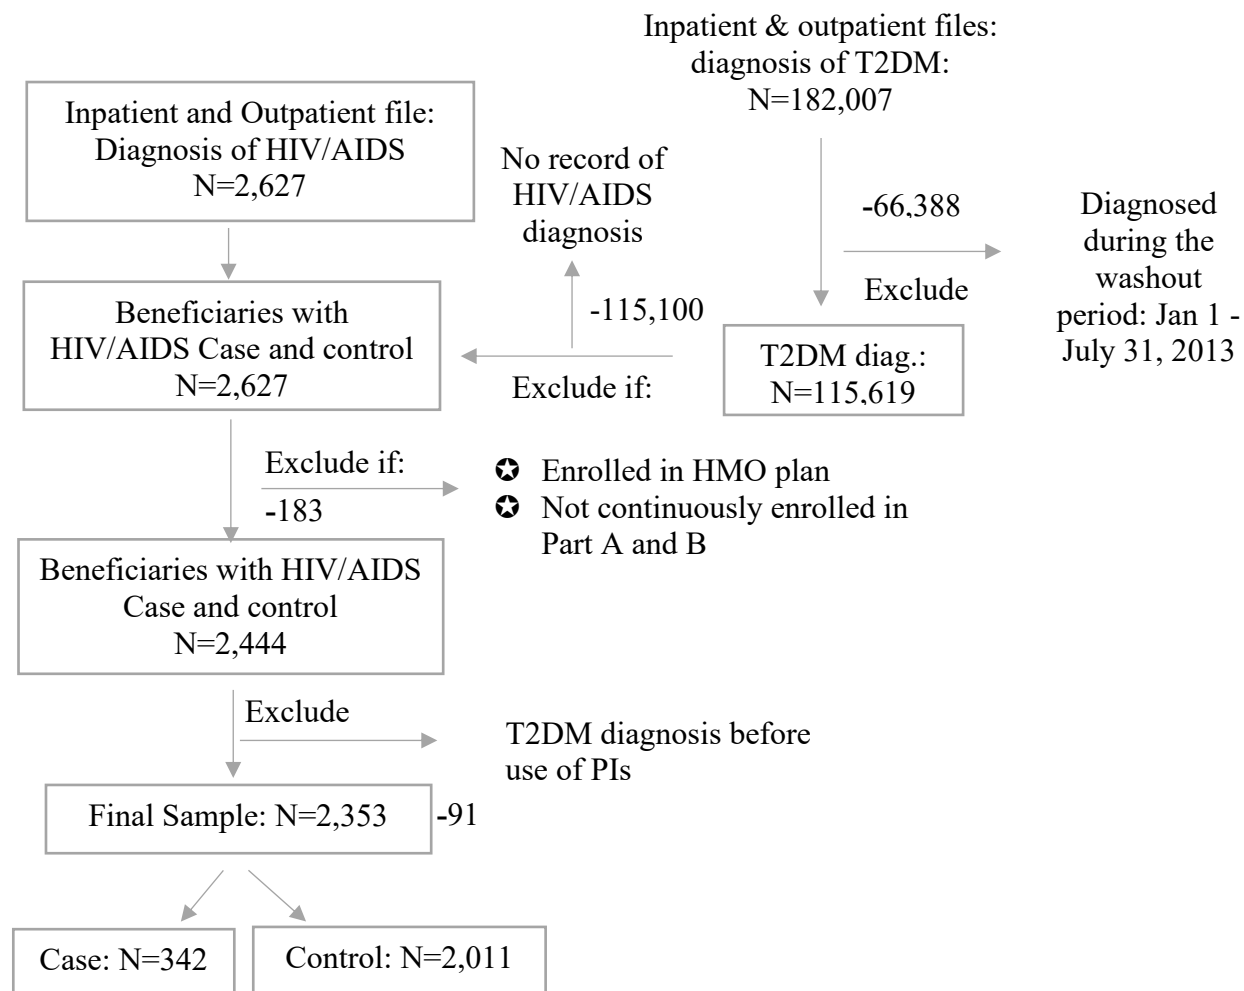 Inpatient & outpatient files:
diagnosis of T2DM:
N=182,007
Inpatient and Outpatient file:
Diagnosis of HIV/AIDS
N=2,627
No record of
HIV/AIDS
diagnosis
-66,388
Exclude
Diagnosed
during the
washout
period: Jan 1 -
July 31, 2013
Beneficiaries with
HIV/AIDS Case and control
N=2,627
-115,100
Exclude if:
T2DM diag.:
N=115,619
Exclude if:
-183
✪ Enrolled in HMO plan
✪ Not continuously enrolled in
Part A and B
Beneficiaries with HIV/AIDS
Case and control
N=2,444
Exclude
T2DM diagnosis before
use of PIs
Final Sample: N=2,353
-91
Case: N=342
Control: N=2,011